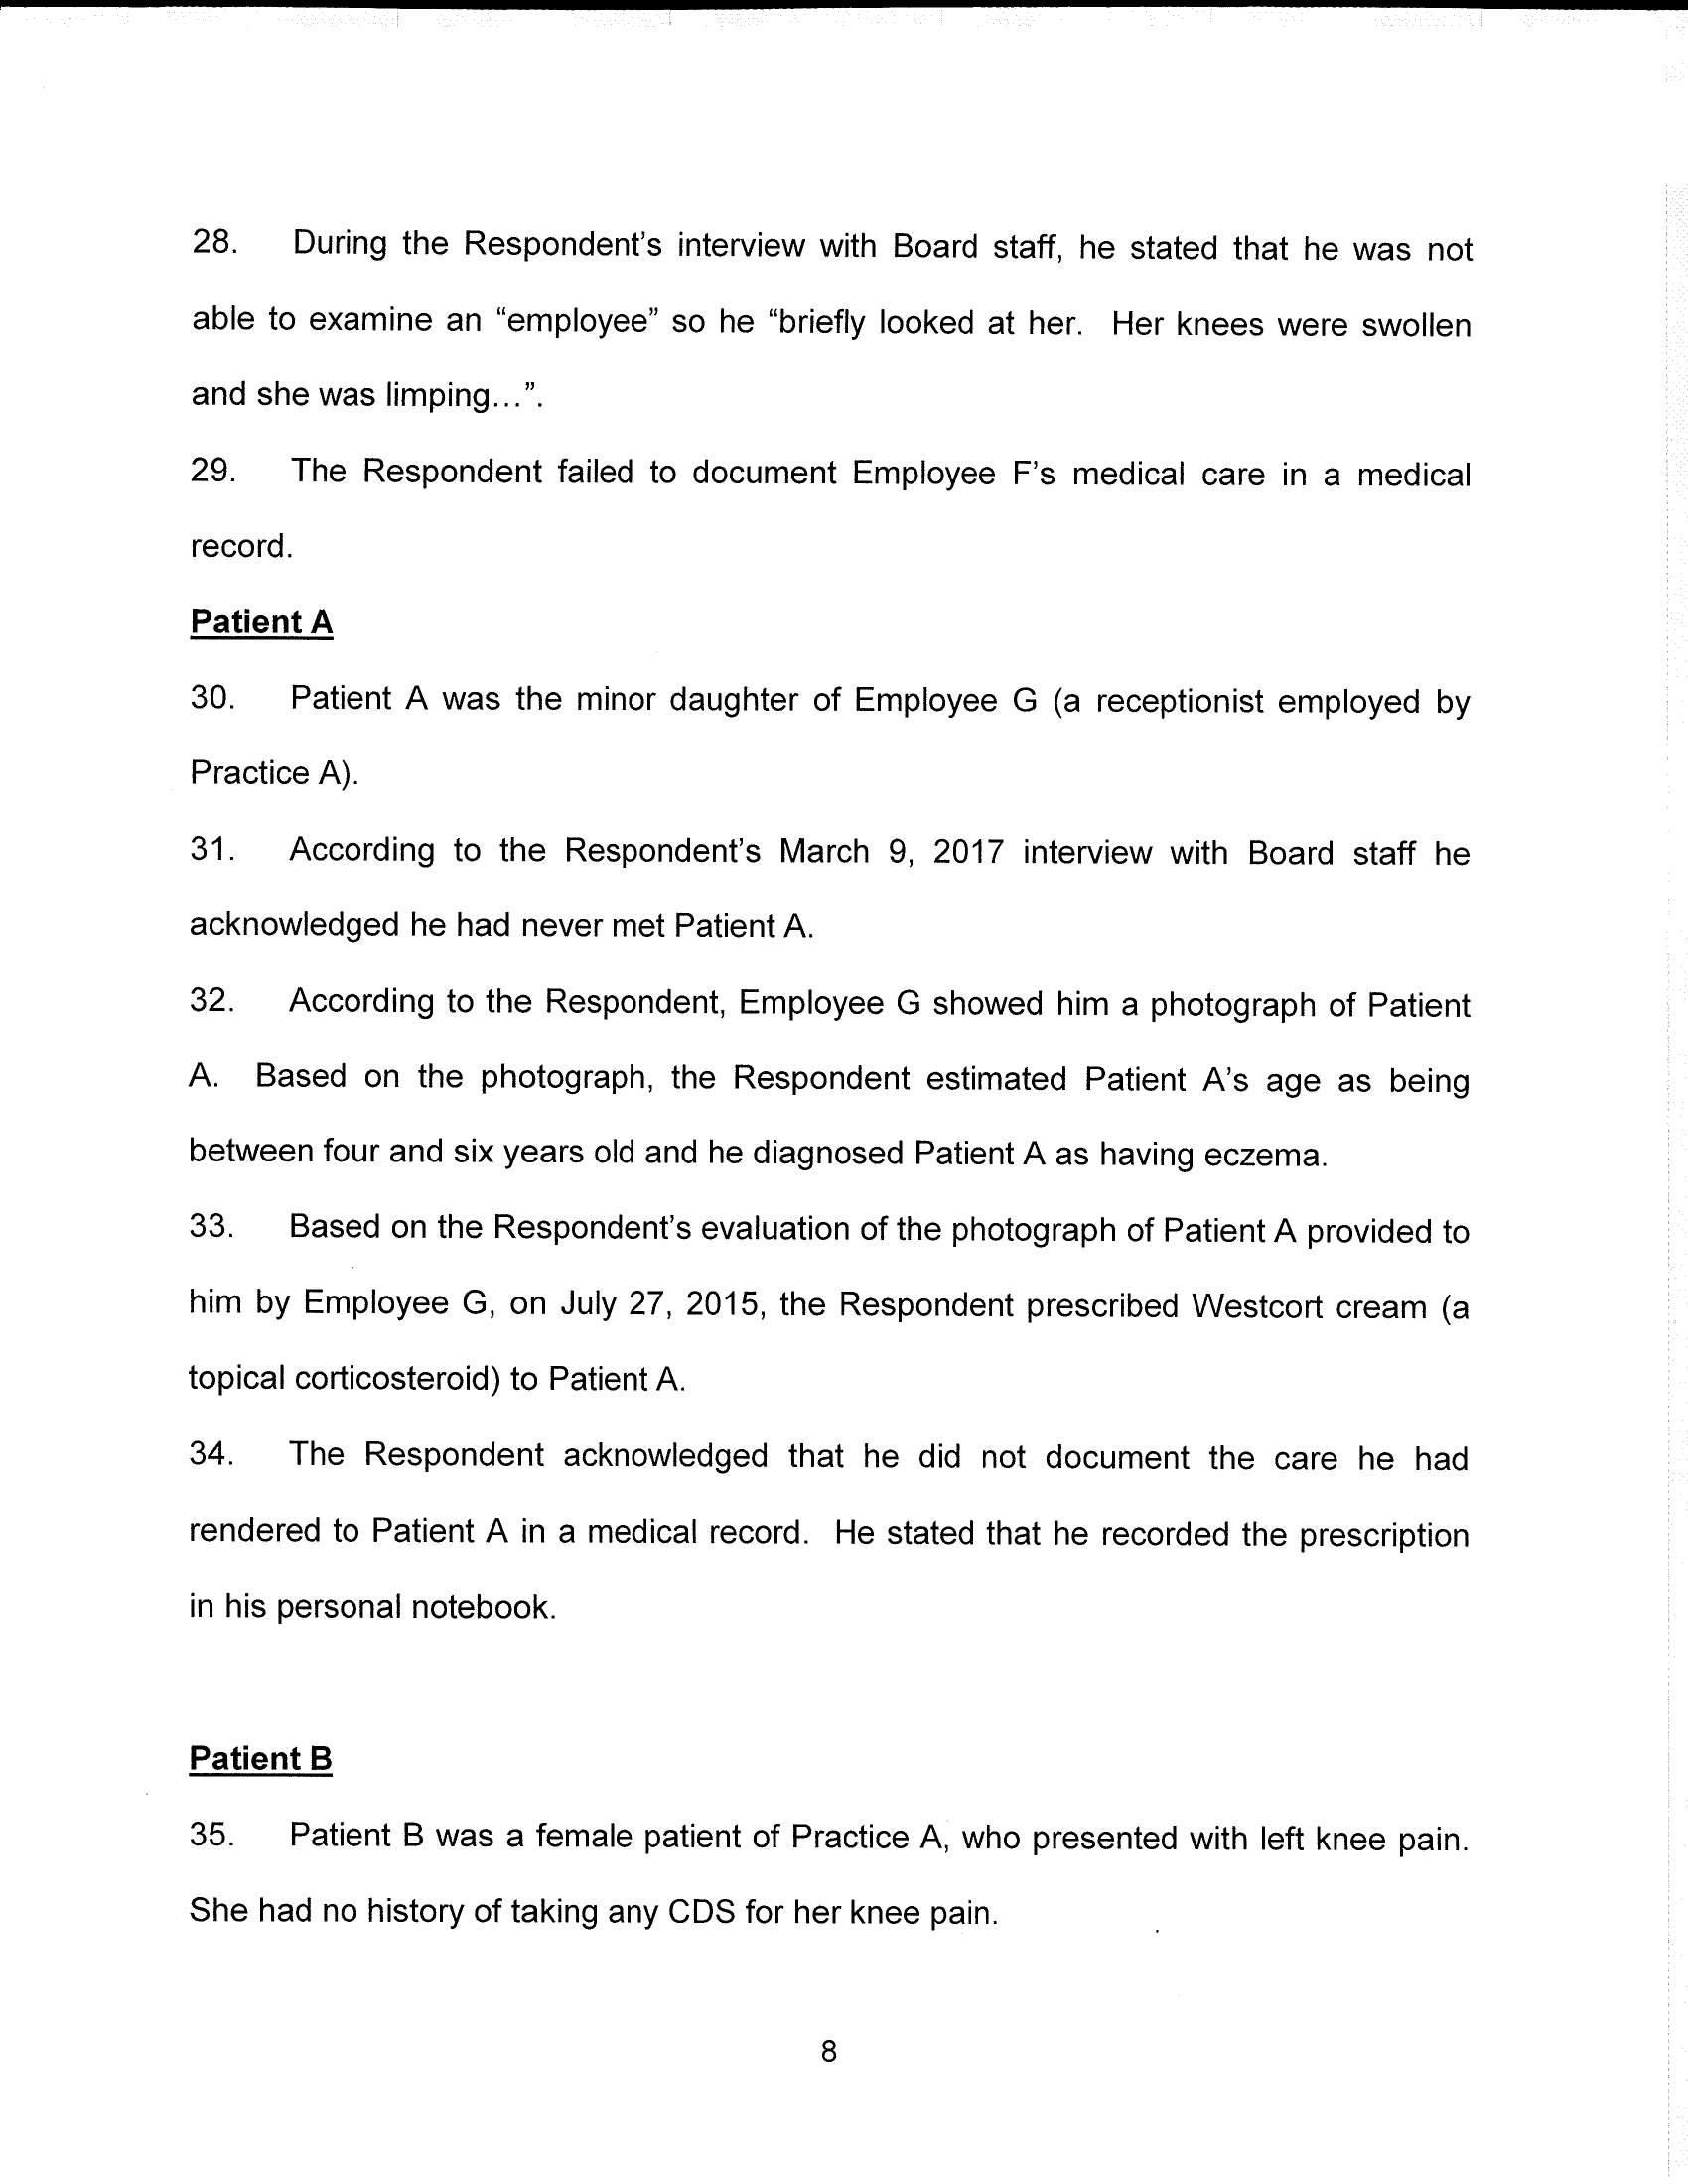 28. During the Respondent's interview with Board staff, he stated that he was not
able to examine an “employee” so he “briefly looked at her. Her knees were swollen
and she was limping...”.
29. The Respondent failed to document Employee F's medical care in a medical
record.
Patient A
30. Patient A was the minor daughter of Employee G (a receptionist employed by
Practice A).
31. According to the Respondent's March 9, 2017 interview with Board staff he
acknowledged he had never met Patient A.
32. According to the Respondent, Employee G showed him a photograph of Patient
A. Based on the photograph, the Respondent estimated Patient A's age as being
between four and six years old and he diagnosed Patient A as having eczema.
33. Based on the Respondent's evaluation of the photograph of Patient A provided to
him by Employee G, on July 27, 2015, the Respondent prescribed Westcort cream (a
topical corticosteroid) to Patient A.
34. The Respondent acknowledged that he did not document the care he had
rendered to Patient A in a medical record. He stated that he recorded the prescription
in his personal notebook.
Patient B
35. Patient B was a female patient of Practice A, who presented with left knee pain.
She had no history of taking any CDS for her knee pain.
8